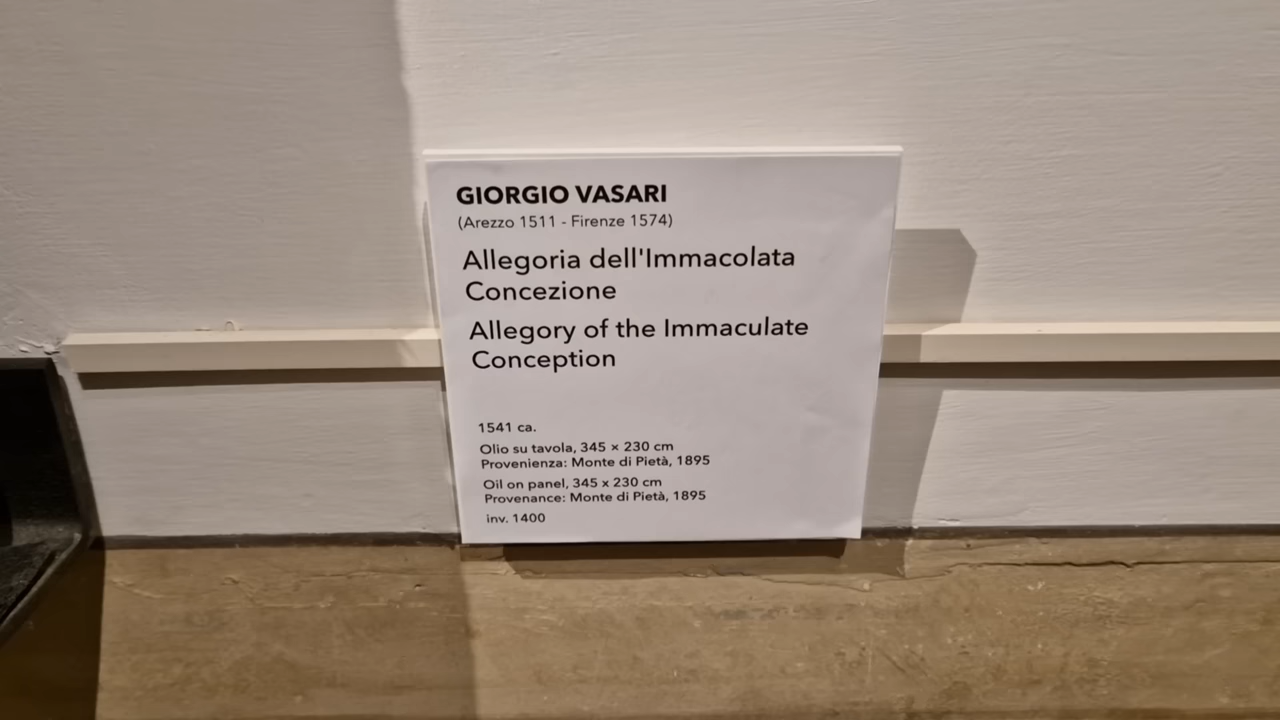 GIORGIO VASARI
(Arezzo 1511 - Firenze 1574)
Allegoria dell'Immacolata
Concezione
Allegory of the Immaculate
Conception
1541 ca.
Olio su tavola, 345 × 230 cm
Provenienza: Monte di Pietà, 1895
Oil on panel, 345 x 230 cm
Provenance: Monte di Pietà, 1895
inv. 1400